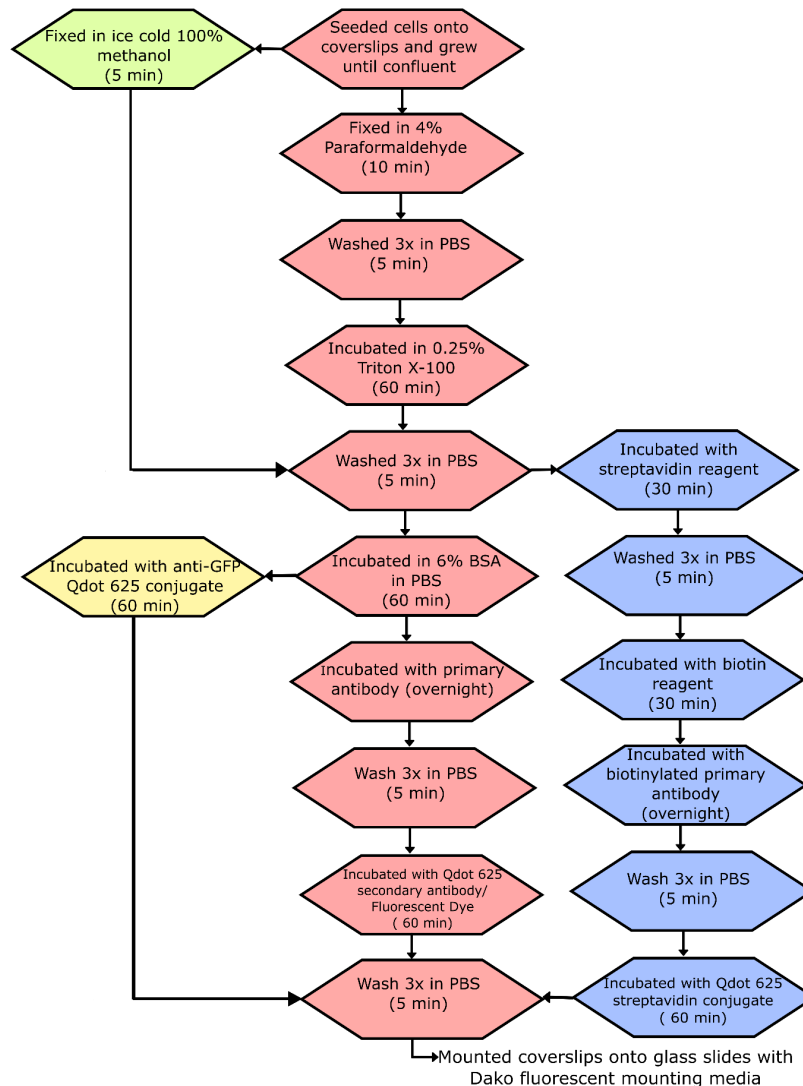 Fixed in ice cold 100%
methanol
(5 min)
Seeded cells onto
coverslips and grew
until confluent
Fixed in 4%
Paraformaldehyde
(10 min)
Washed 3x in PBS
(5 min)
Incubated in 0.25%
Triton X-100
(60 min)
Washed 3x in PBS
(5 min)
Incubated with
streptavidin reagent
(30 min)
Incubated with anti-GFP
Qdot 625 conjugate
(60 min)
Incubated in 6% BSA
in PBS
(60 min)
Washed 3x in PBS
(5 min)
Incubated with primary
antibody (overnight)
Incubated with biotin
reagent
(30 min)
Wash 3x in PBS
(5 min)
Incubated with
biotinylated primary
antibody
(overnight)
Incubated with Qdot 625
secondary antibody/
Fluorescent Dye
( 60 min)
Wash 3x in PBS
(5 min)
Wash 3x in PBS
(5 min)
Incubated with Qdot 625
streptavidin conjugate
( 60 min)
Mounted coverslips onto glass slides with
Dako fluorescent mounting media